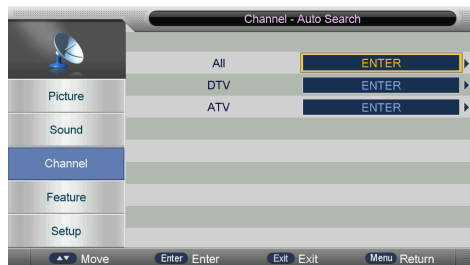 Channel - Auto Search
All ENTER
DTV ENTER
ATV ENTER
Picture
Sound
Channel
Feature
Setup
Move Enter Enter Exit Exit Menu Return